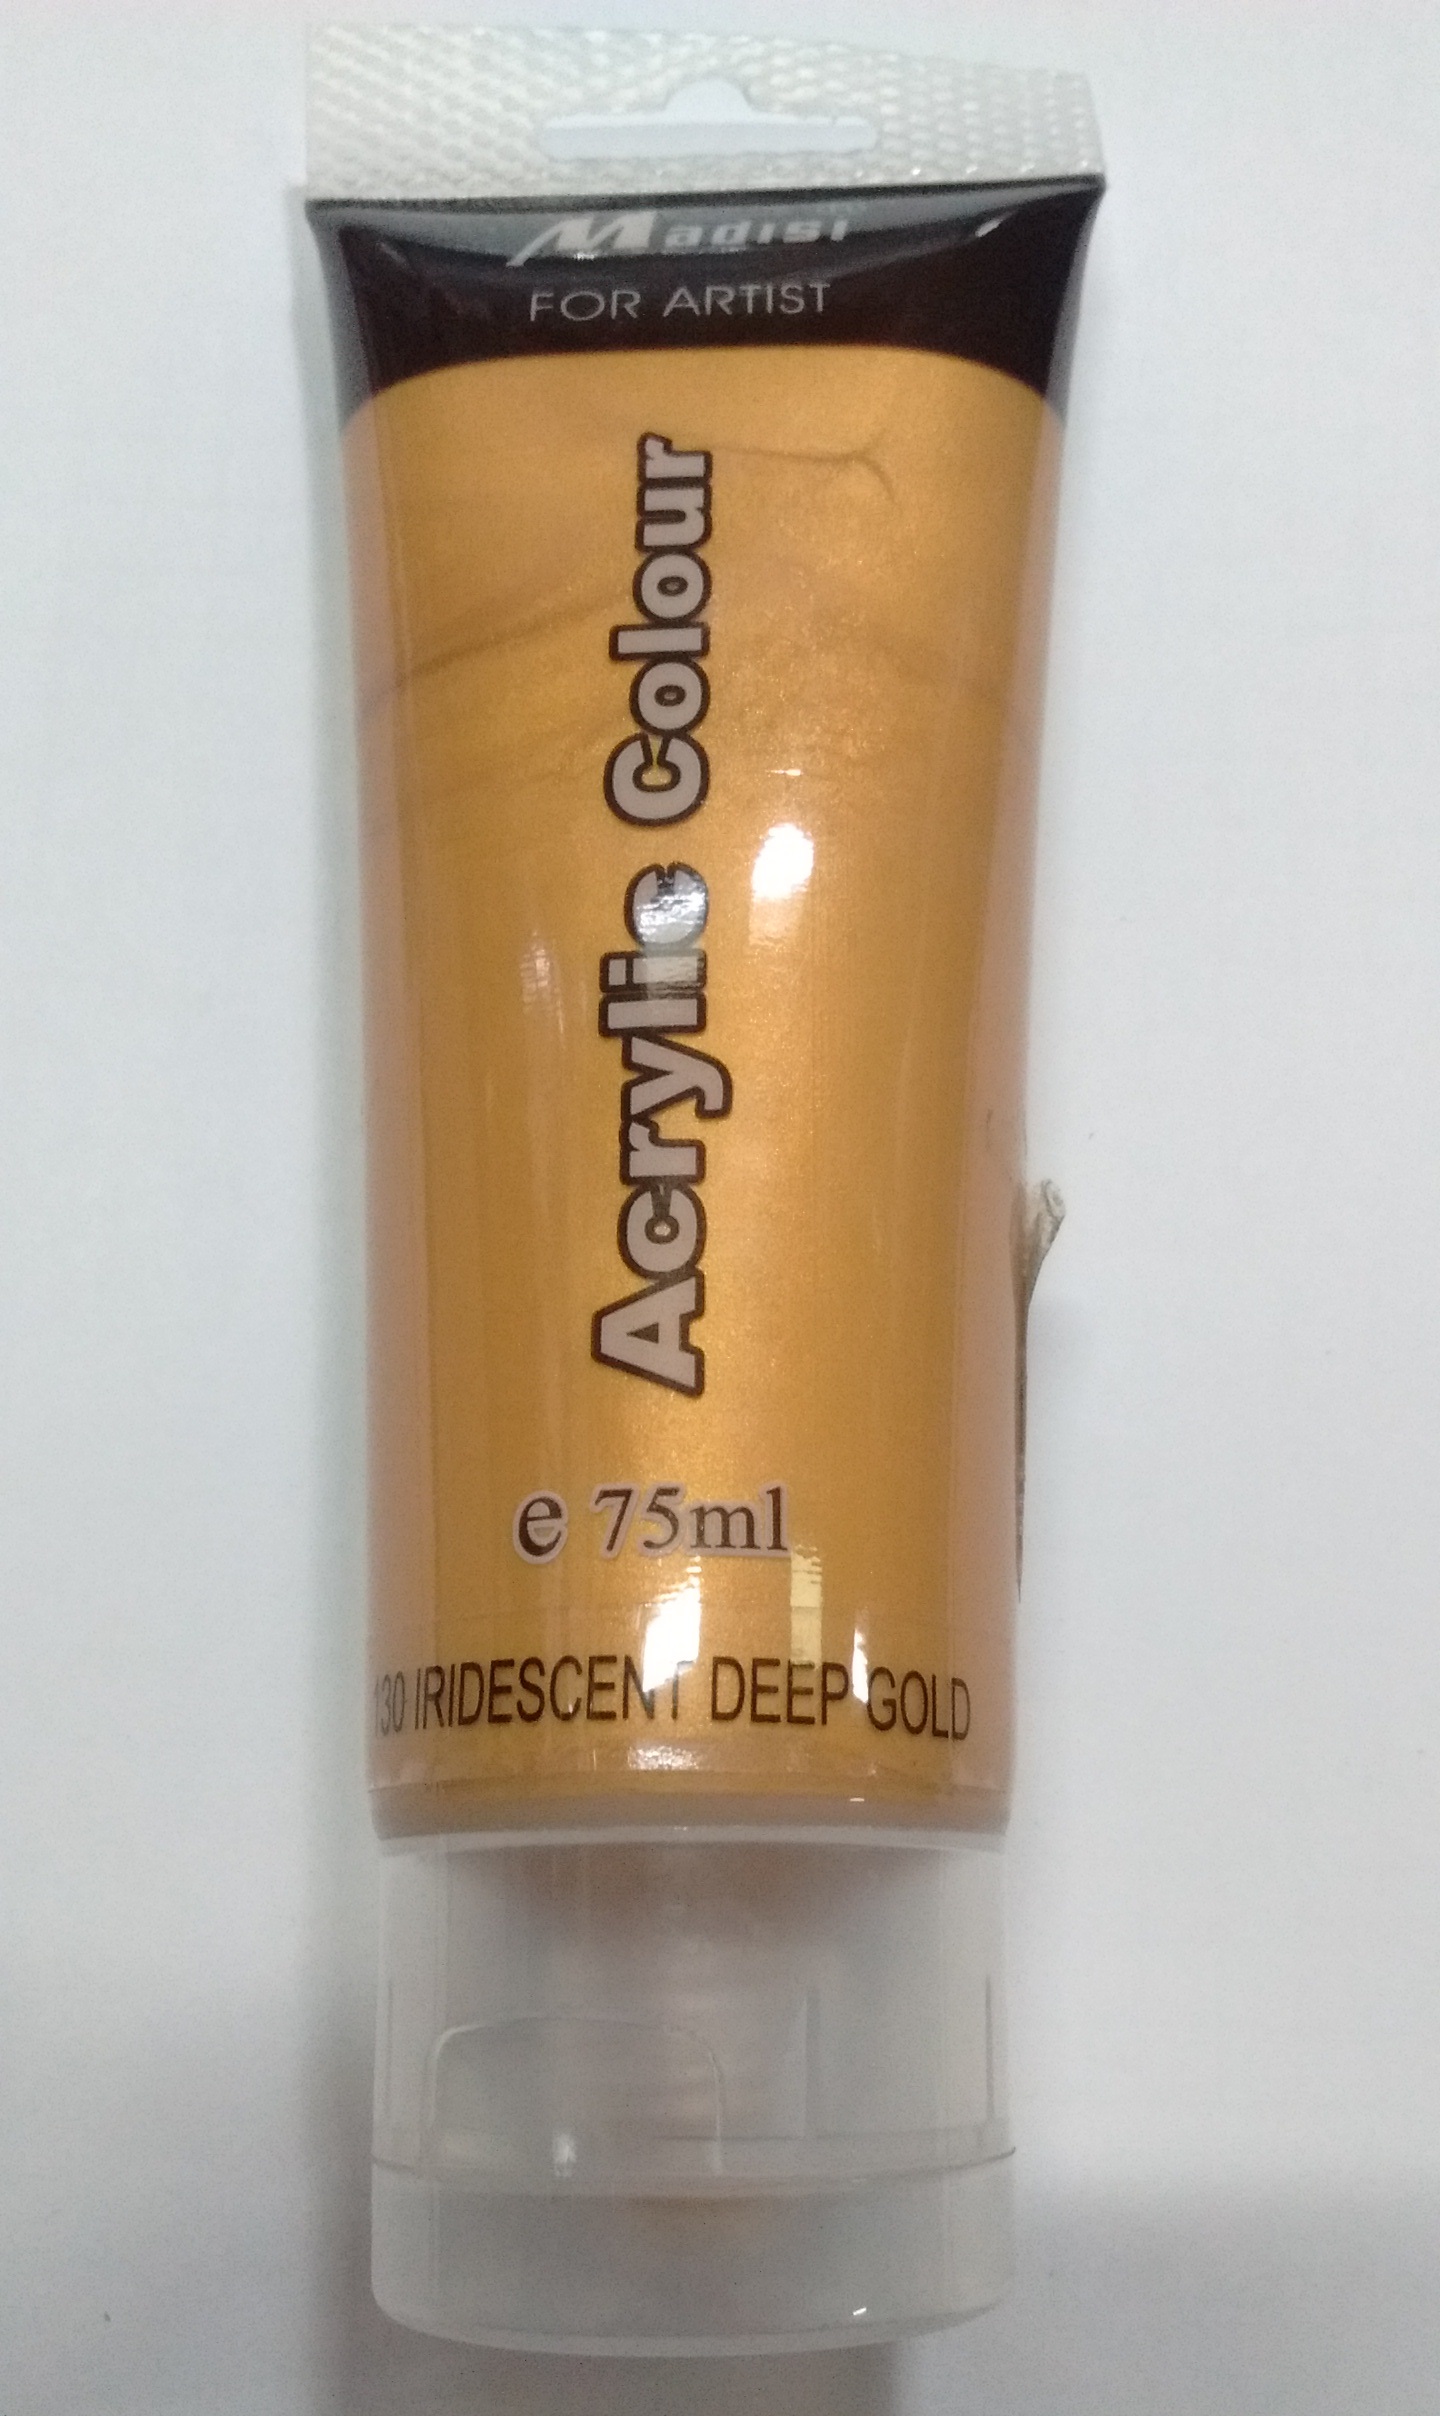 Madisi
FOR ARTIST
Acrylic Colour
e 75ml
130 IRIDESCENT DEEP GOLD